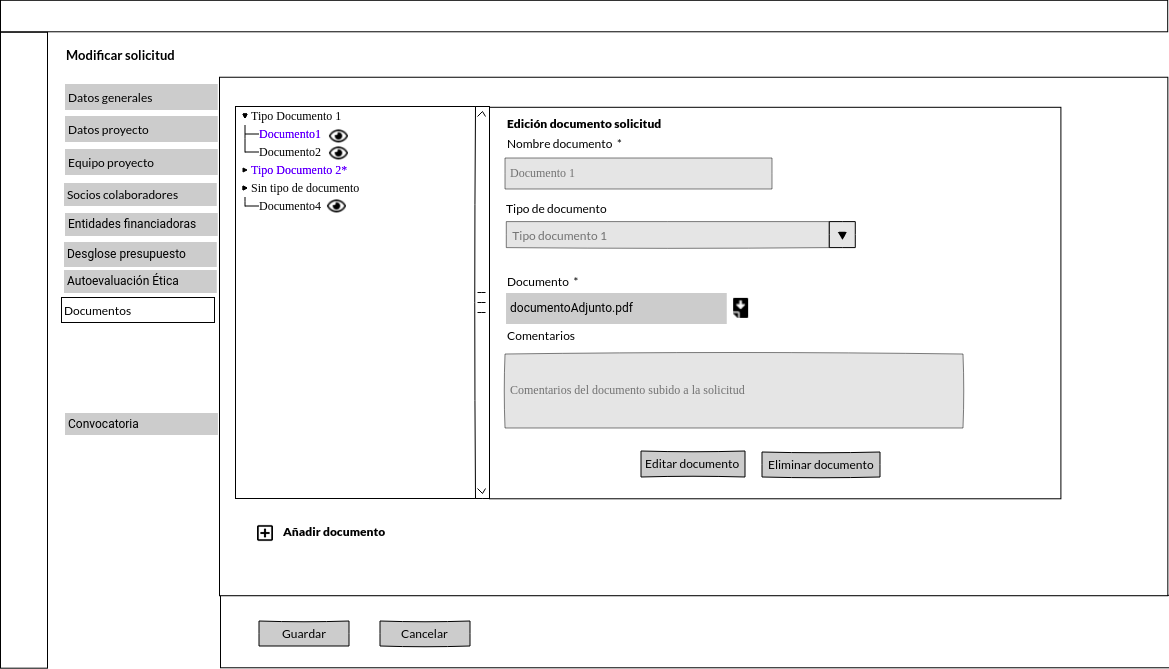 Modificar solicitud
Datos generales
Datos proyecto
Equipo proyecto
Socios colaboradores
Entidades financiadoras
Desglose presupuesto
Autoevaluación Ética
Documentos
Convocatoria
Tipo Documento 1
Documento1
Documento2
Tipo Documento 2*
Sin tipo de documento
Documento4
Edición documento solicitud
Nombre documento *
Documento 1
Tipo de documento
Tipo documento 1
Documento *
documentoAdjunto.pdf
Comentarios
Comentarios del documento subido a la solicitud
Editar documento
Eliminar documento
Añadir documento
Guardar
Cancelar